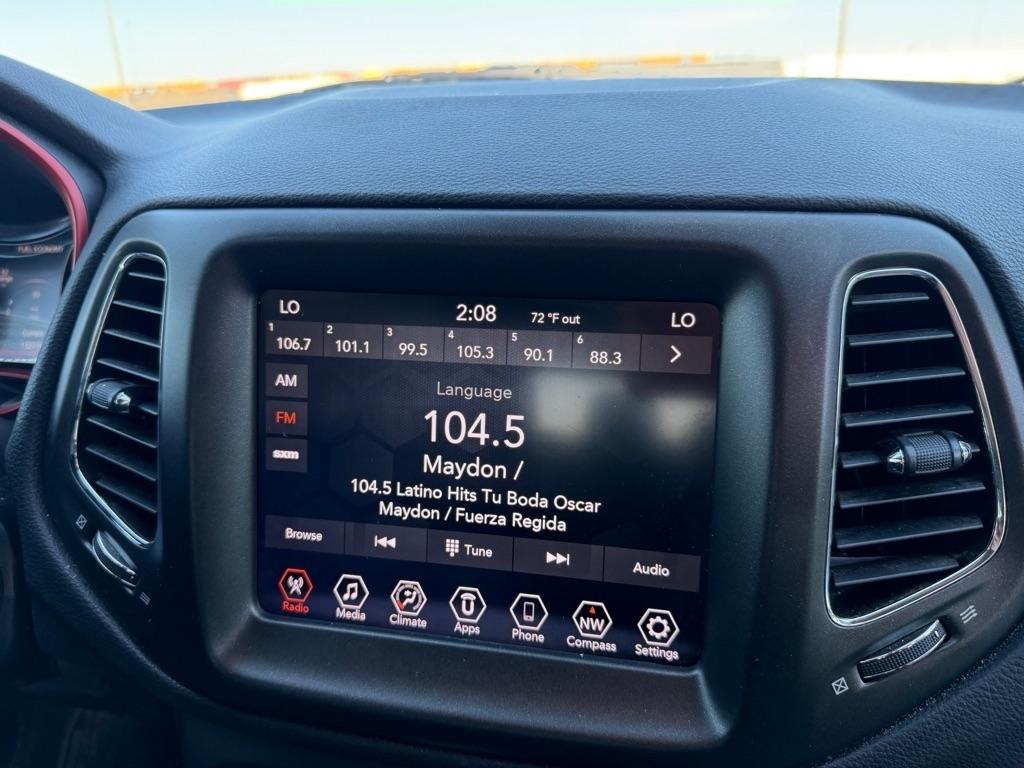 FUEL ECONOMY
LO 2:08 72 °F out LO
1 106.7 2 101.1 3 99.5 4 105.3 5 90.1 6 88.3
AM
FM
sxm
Language
104.5
Maydon /
104.5 Latino Hits Tu Boda Oscar
Maydon / Fuerza Regida
Browse Tune Audio
Radio Media Climate Apps Phone NW Compass Settings